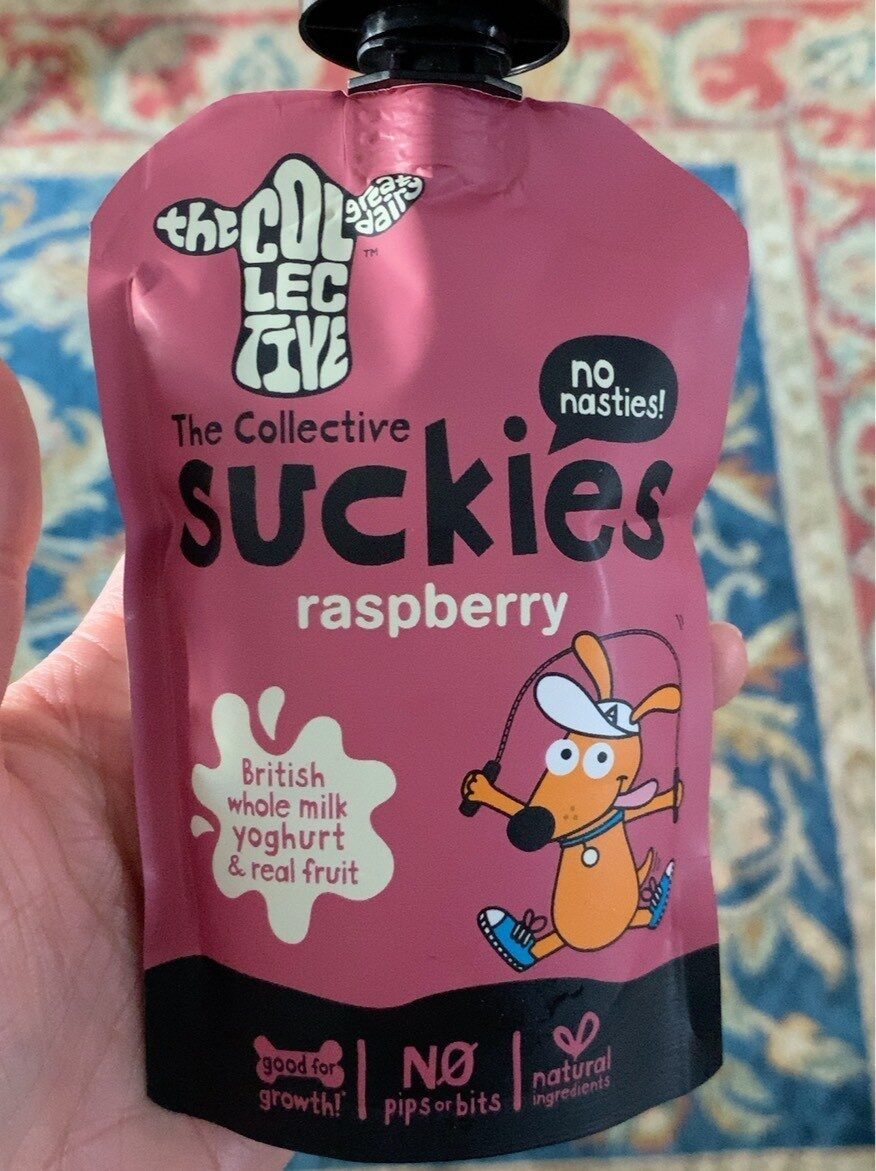 the COL great
dairy
LEC
TIVE
TM
no
nasties!
The Collective
suckies
raspberry
British
whole milk
yoghurt
& real fruit
good for
growth!*
NO
pips or bits
natural
ingredients